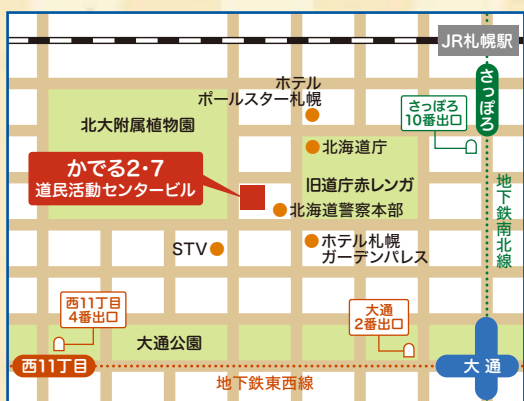 JR札幌駅
さっぽろ
ホテル
ポールスター札幌
さっぽろ
10番出口
北大附属植物園
北海道庁
かでる2・7
道民活動センタービル
旧道庁赤レンガ
北海道警察本部
地下鉄南北線
STV
ホテル札幌
ガーデンパレス
西11丁目
4番出口
大通
2番出口
大通公園
西11丁目
大通
地下鉄東西線